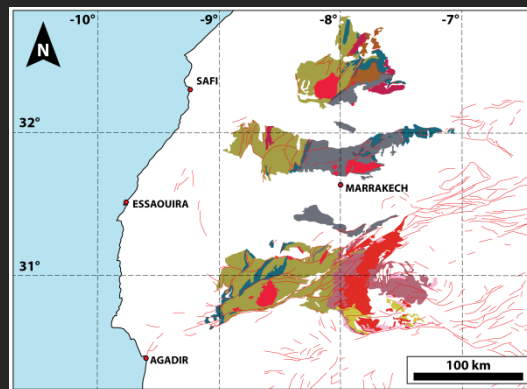 -10° -9° -8° -7°
N
SAFI
32°
MARRAKECH
ESSAOUIRA
31°
AGADIR
100 km